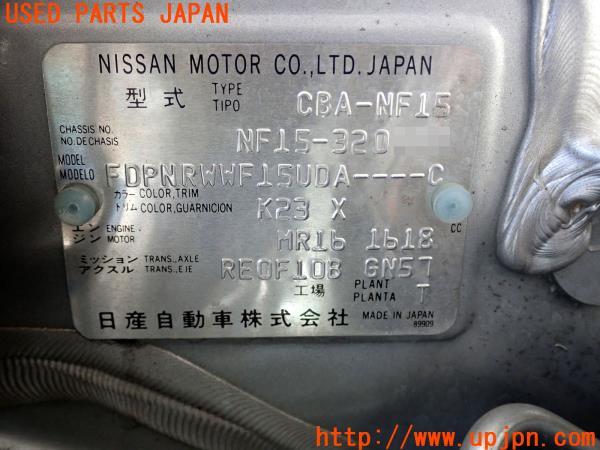 USED PARTS JAPAN
NISSAN MOTOR CO.,LTD.JAPAN
型式 TYPE TIPO CBA-NF15
CHASSIS NO. NO.DE CHASIS NF15-320
MODEL MODELO FDPNRWWF15UDA----C
カラー COLOR,TRIM
トリム COLOR,GUARNICION K23 X
エンジン ENGINE MOTOR MR16 1618 CC
ミッション TRANS.,AXLE
アクスル TRANS.,EJE RE0F10B GN57
工場 PLANT PLANTA T
日産自動車株式会社 MADE IN JAPAN
89909
UPJ
http://www.upjpn.com/